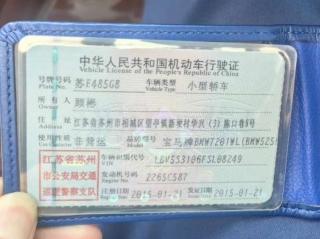 中华人民共和国机动车行驶证
Vehicle License of the People's Republic of China
号牌号码 苏F485G8 车辆类型 小型轿车
Plate No. Vehicle Type
所有人
Owner
住址 江苏省苏州市相城区望亭镇
Address
使用性质 非营运 品牌型号 宝马牌BMW7201WL(BMW525
江苏省苏州
市公安局交通
巡逻警察支队
车辆识别代号
VIN
发动机号码 226SC587
Engine No.
注册日期 2015-01-21 发证日期 2015-01-21